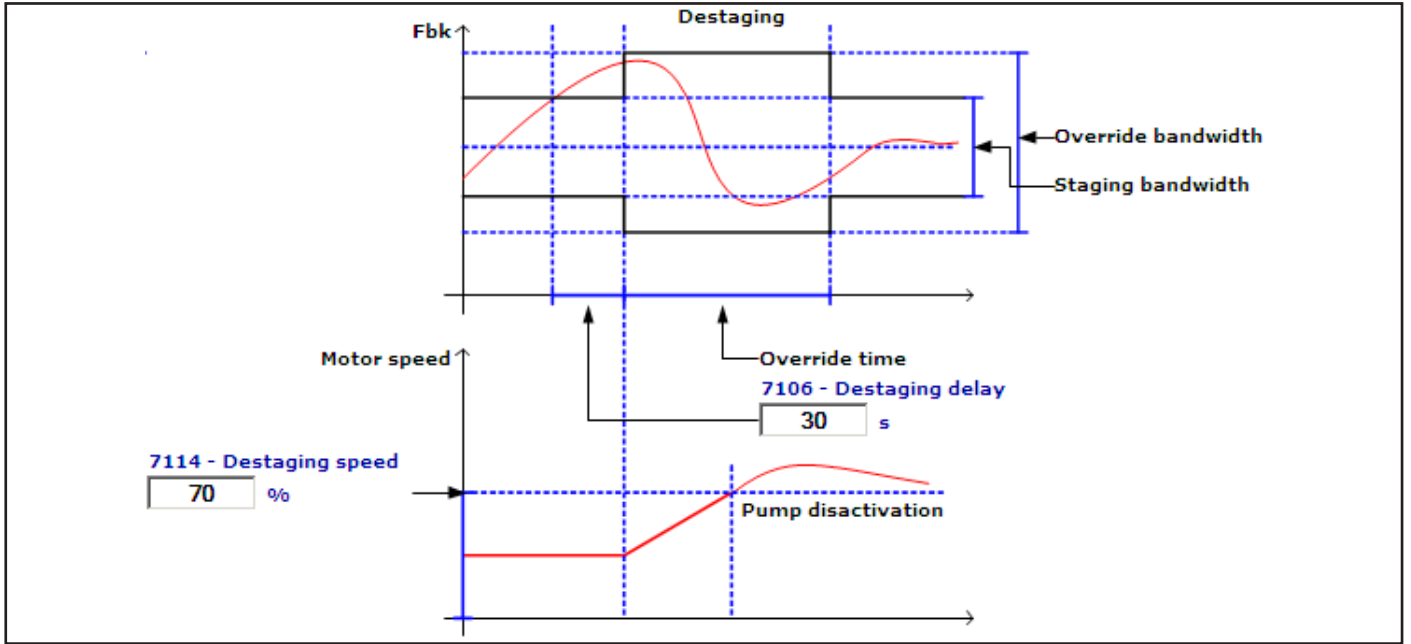 Destaging
Fbk
Override bandwidth
Staging bandwidth
Motor speed
Override time
7106 - Destaging delay
30 s
7114 - Destaging speed
70 %
Pump disactivation